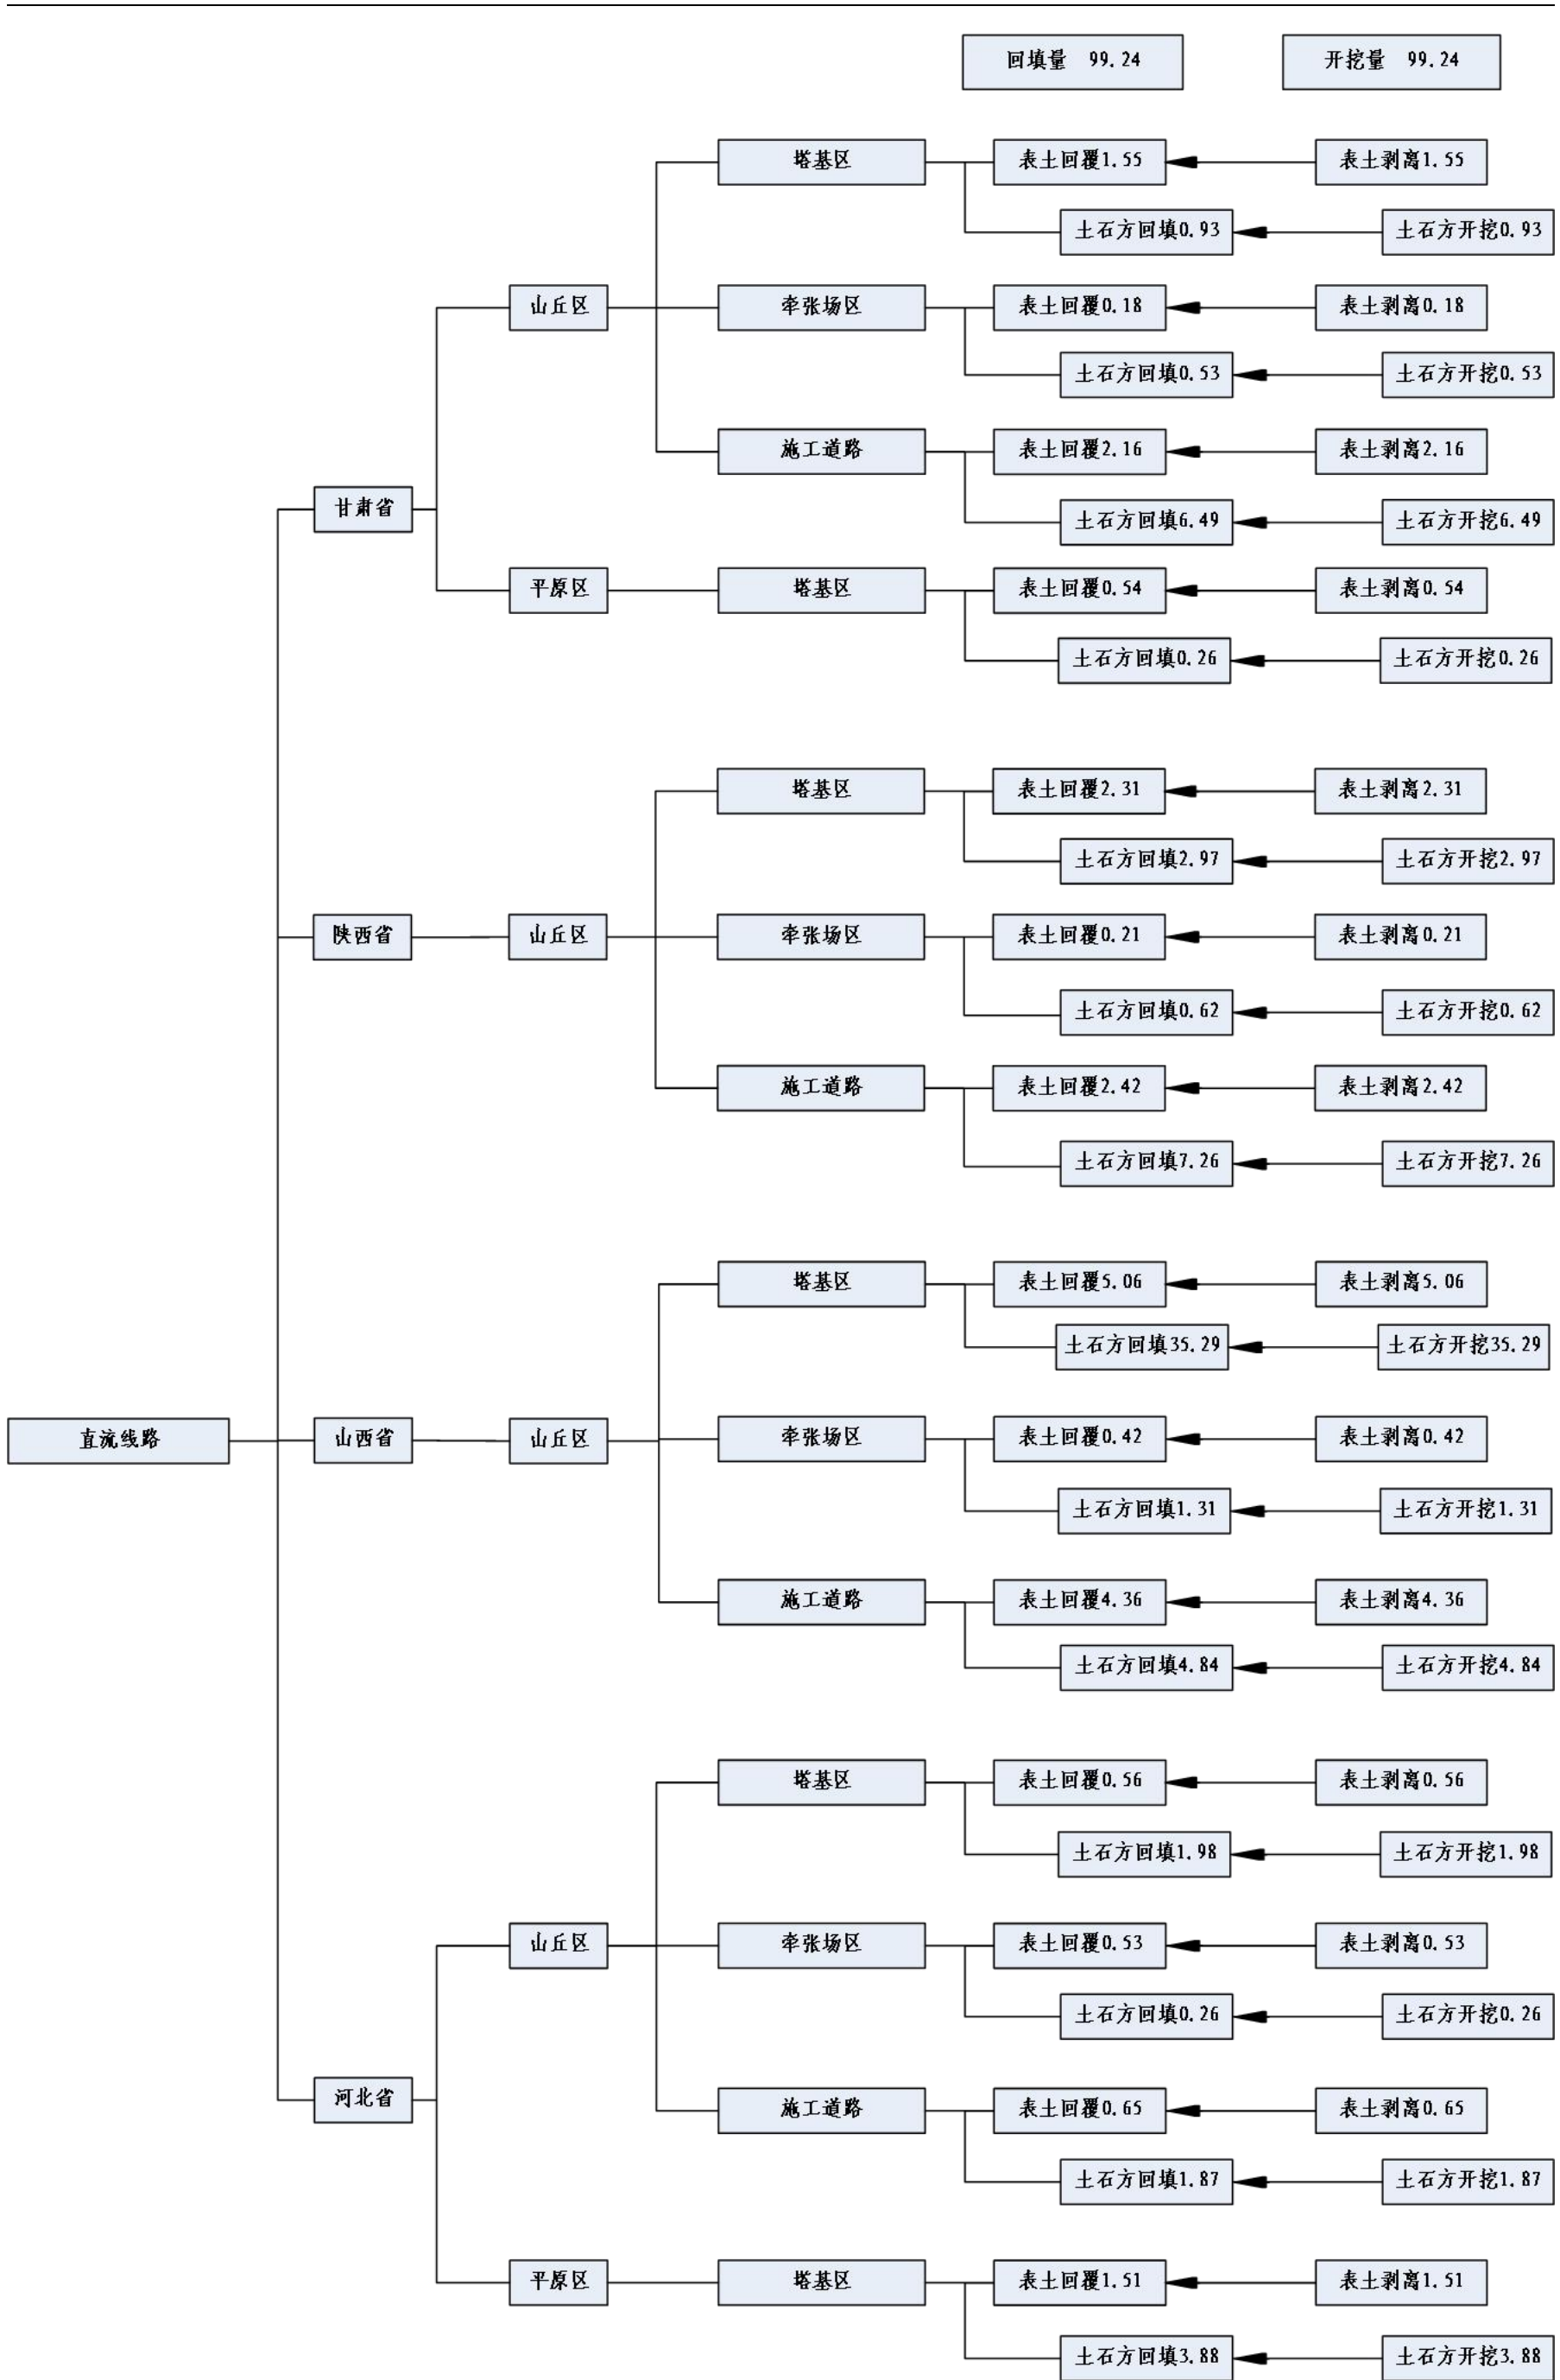 回填量 99.24 开挖量 99.24
塔基区 表土回覆1.55 表土剥离1.55
土石方回填0.93 土石方开挖0.93
山丘区 牵张场区 表土回覆0.18 表土剥离0.18
土石方回填0.53 土石方开挖0.53
施工道路 表土回覆2.16 表土剥离2.16
甘肃省 土石方回填6.49 土石方开挖6.49
平原区 塔基区 表土回覆0.54 表土剥离0.54
土石方回填0.26 土石方开挖0.26
塔基区 表土回覆2.31 表土剥离2.31
土石方回填2.97 土石方开挖2.97
陕西省 山丘区 牵张场区 表土回覆0.21 表土剥离0.21
土石方回填0.62 土石方开挖0.62
施工道路 表土回覆2.42 表土剥离2.42
土石方回填7.26 土石方开挖7.26
塔基区 表土回覆5.06 表土剥离5.06
土石方回填35.29 土石方开挖35.29
直流线路 山西省 山丘区 牵张场区 表土回覆0.42 表土剥离0.42
土石方回填1.31 土石方开挖1.31
施工道路 表土回覆4.36 表土剥离4.36
土石方回填4.84 土石方开挖4.84
塔基区 表土回覆0.56 表土剥离0.56
土石方回填1.98 土石方开挖1.98
山丘区 牵张场区 表土回覆0.53 表土剥离0.53
土石方回填0.26 土石方开挖0.26
河北省 施工道路 表土回覆0.65 表土剥离0.65
土石方回填1.87 土石方开挖1.87
平原区 塔基区 表土回覆1.51 表土剥离1.51
土石方回填3.88 土石方开挖3.88